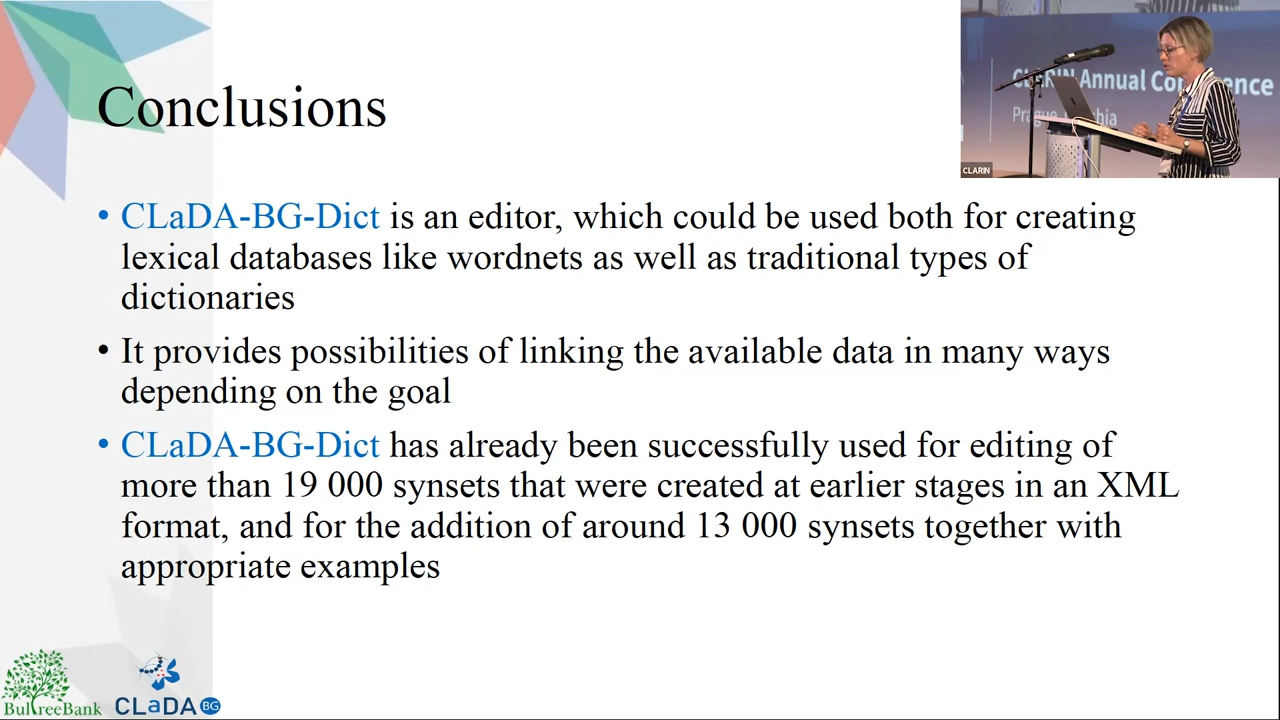 Conclusions
• CLaDA-BG-Dict is an editor, which could be used both for creating
lexical databases like wordnets as well as traditional types of
dictionaries
• It provides possibilities of linking the available data in many ways
depending on the goal
• CLaDA-BG-Dict has already been successfully used for editing of
more than 19 000 synsets that were created at earlier stages in an XML
format, and for the addition of around 13 000 synsets together with
appropriate examples
CLARIN Annual Conference
CLARIN
BulTreeBank
CLaDA BG